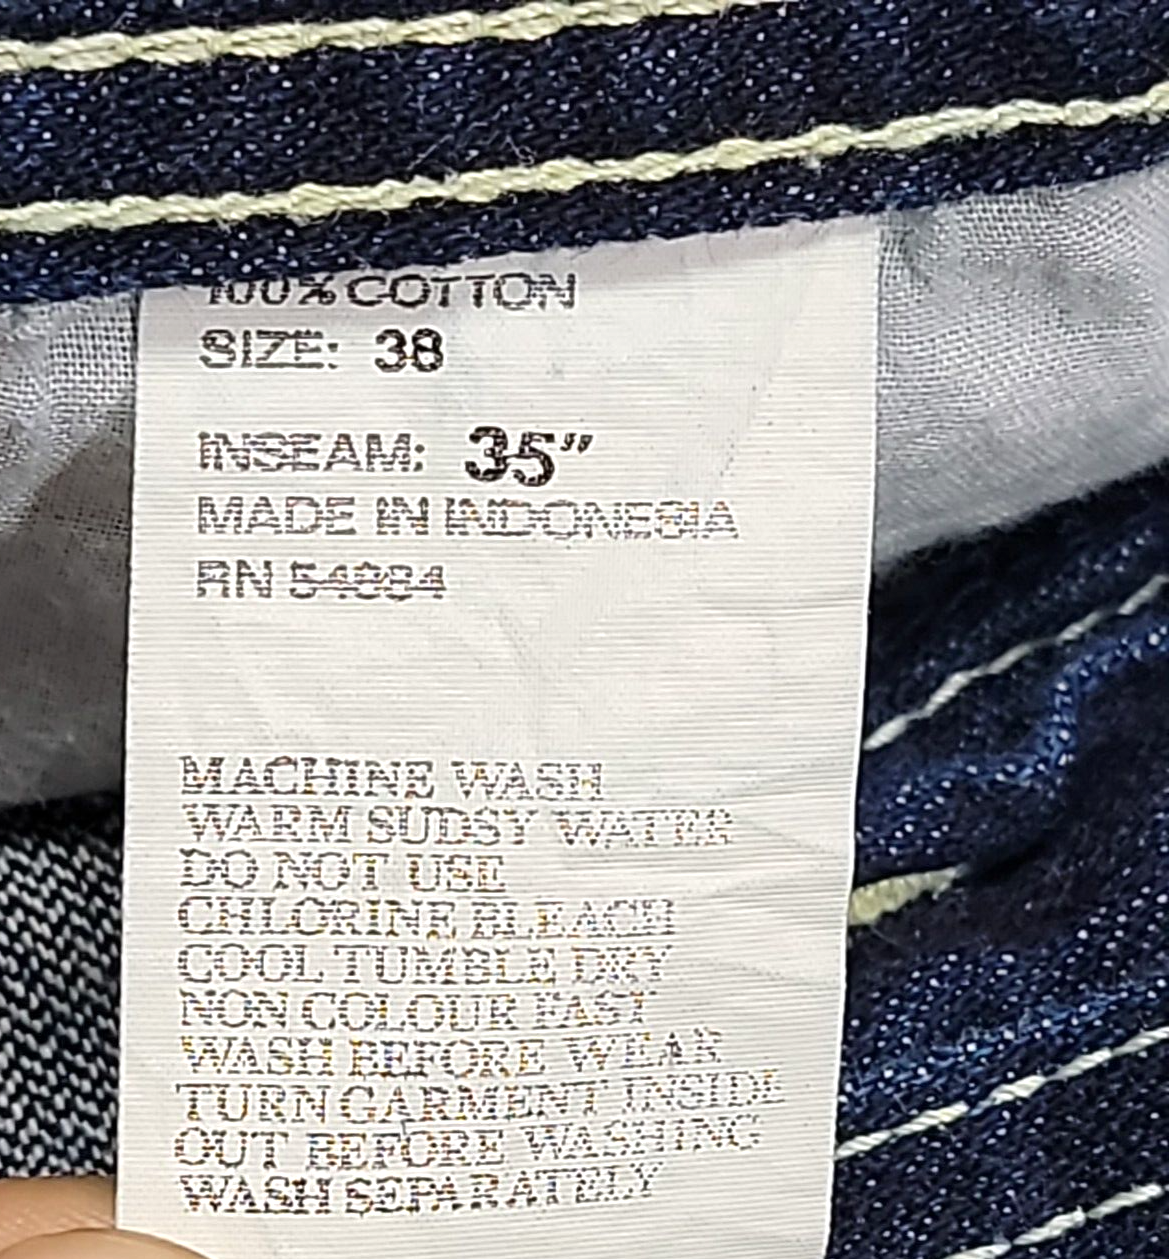 100% COTTON
SIZE: 38
INSEAM: 35"
MADE IN INDONESIA
RN 54884
MACHINE WASH
WARM SUDSY WATER
DO NOT USE
CHLORINE BLEACH
COOL TUMBLE DRY
NON COLOUR FAST
WASH BEFORE WEAR
TURN GARMENT INSIDE
OUT BEFORE WASHING
WASH SEPARATELY